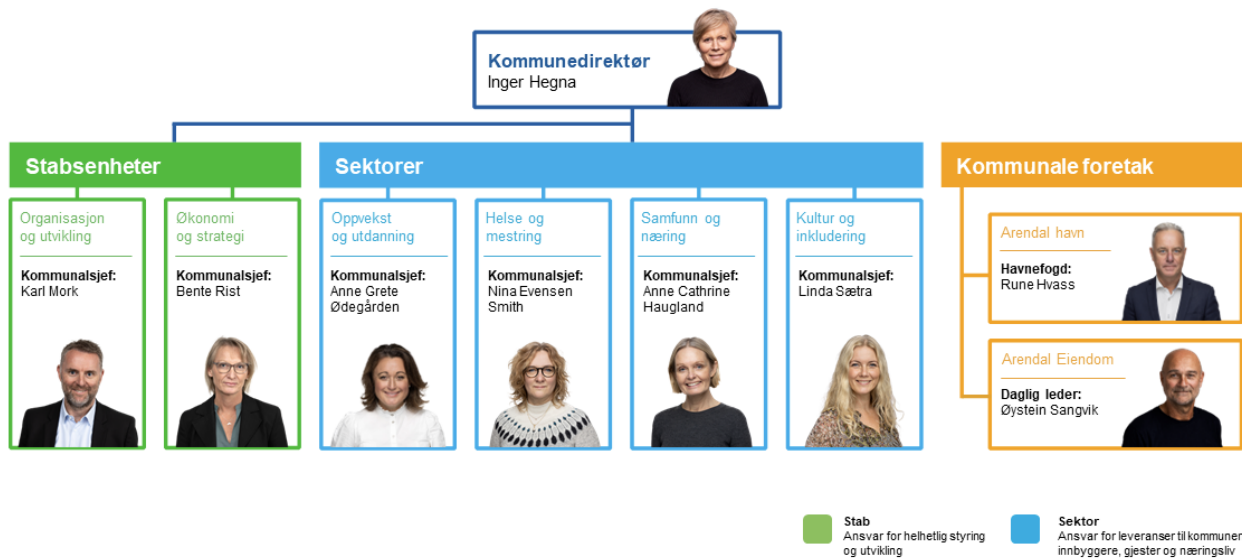 Kommunedirektør
Inger Hegna
Stabsenheter
Organisasjon
og utvikling
Kommunalsjef:
Karl Mork
Økonomi
og strategi
Kommunalsjef:
Bente Rist
Sektorer
Oppvekst
og utdanning
Kommunalsjef:
Anne Grete
Ødegården
Helse og
mestring
Kommunalsjef:
Nina Evensen
Smith
Samfunn og
næring
Kommunalsjef:
Anne Cathrine
Haugland
Kultur og
inkludering
Kommunalsjef:
Linda Sætra
Kommunale foretak
Arendal havn
Havnefogd:
Rune Hvass
Arendal Eiendom
Daglig leder:
Øystein Sangvik
Stab
Ansvar for helhetlig styring
og utvikling
Sektor
Ansvar for leveranser til
innbyggere, gjester og næringsliv